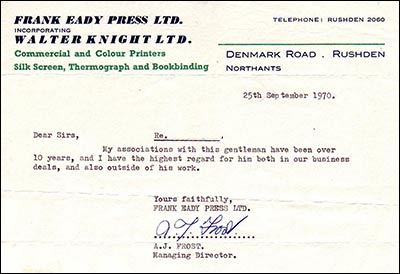 FRANK EADY PRESS LTD.
INCORPORATING
WALTER KNIGHT LTD.
Commercial and Colour Printers
Silk Screen, Thermograph and Bookbinding
TELEPHONE: RUSHDEN 2060
DENMARK ROAD . RUSHDEN
NORTHANTS
25th September 1970.
Dear Sirs, Re.
My associations with this gentleman have been over
10 years, and I have the highest regard for him both in our business
deals, and also outside of his work.
Yours faithfully,
FRANK EADY PRESS LTD.
A J Frost
A.J. FROST.
Managing Director.